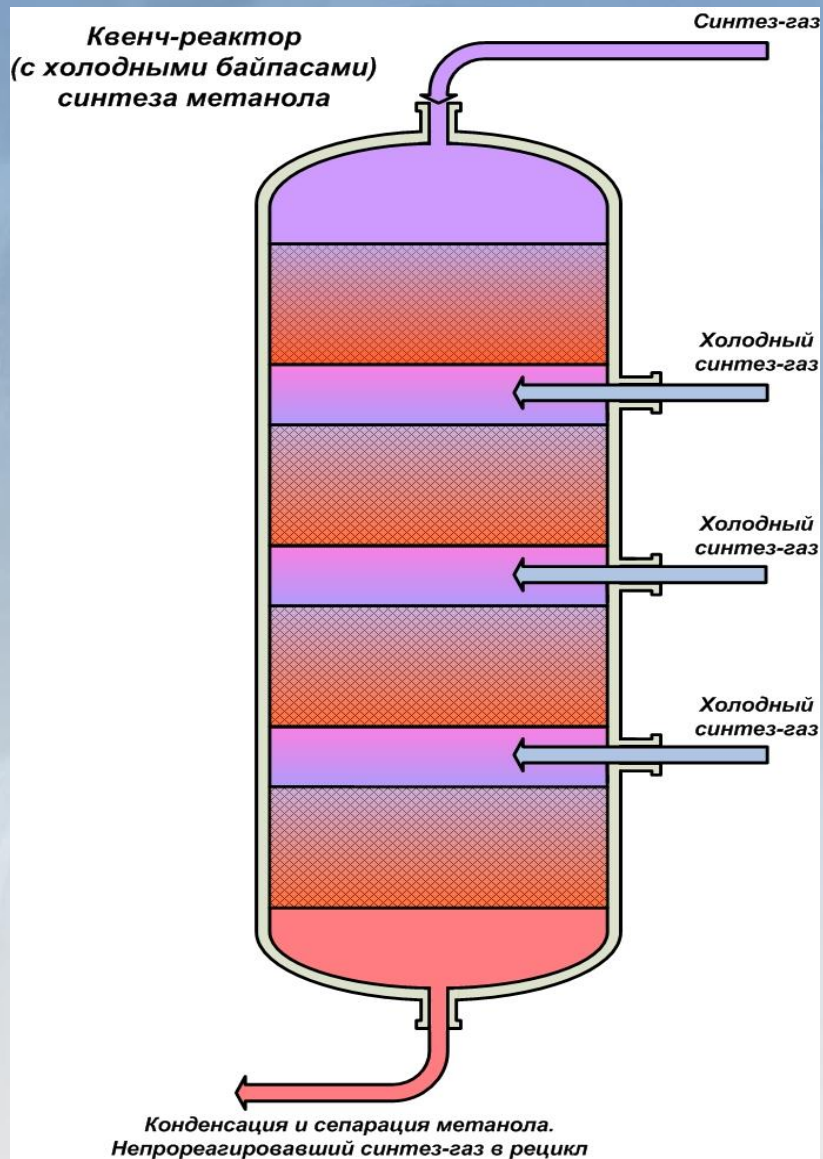 Квенч-реактор
(с холодными байпасами)
синтеза метанола
Синтез-газ
Холодный
синтез-газ
Холодный
синтез-газ
Холодный
синтез-газ
Конденсация и сепарация метанола.
Непрореагировавший синтез-газ в рецикл